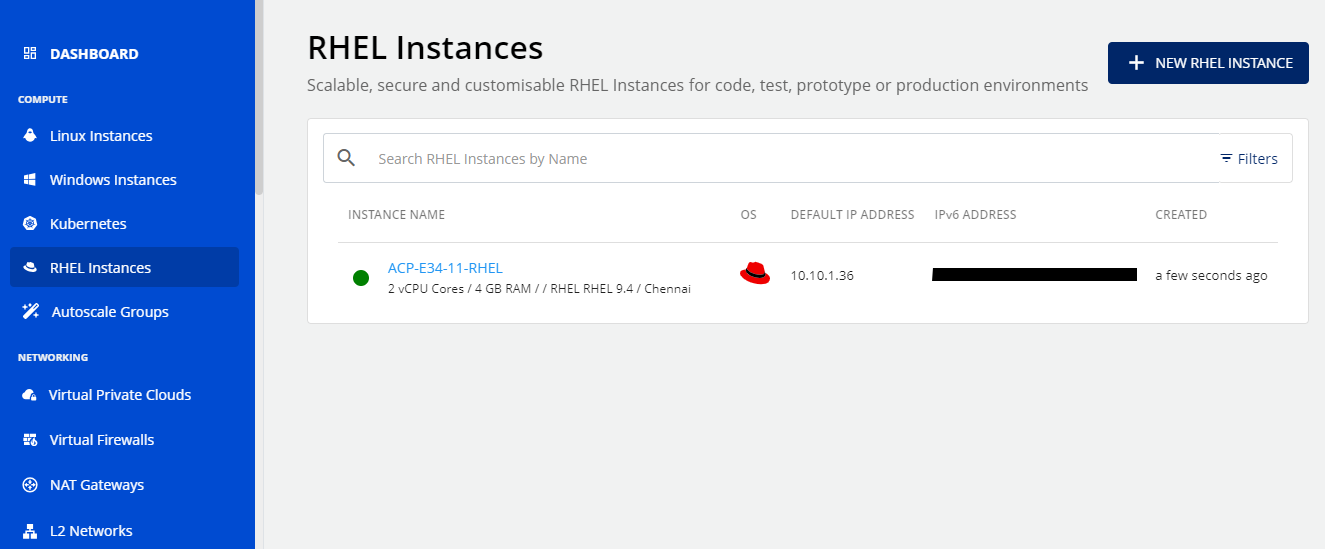 DASHBOARD
COMPUTE
Linux Instances
Windows Instances
Kubernetes
RHEL Instances
Autoscale Groups
NETWORKING
Virtual Private Clouds
Virtual Firewalls
NAT Gateways
L2 Networks
RHEL Instances
Scalable, secure and customisable RHEL Instances for code, test, prototype or production environments
NEW RHEL INSTANCE
Search RHEL Instances by Name
Filters
INSTANCE NAME OS DEFAULT IP ADDRESS IPv6 ADDRESS CREATED
ACP-E34-11-RHEL
10.10.1.36 a few seconds ago
2 vCPU Cores / 4 GB RAM / / RHEL RHEL 9.4 / Chennai